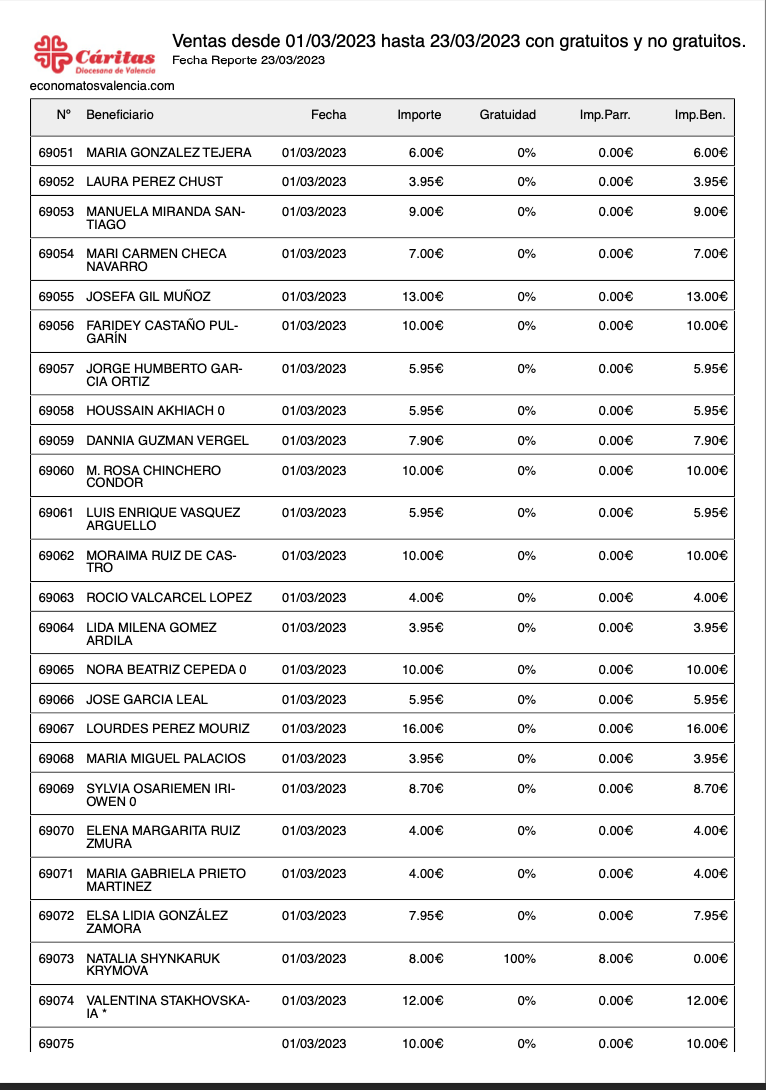 Cáritas
Diocesana de Valencia
Ventas desde 01/03/2023 hasta 23/03/2023 con gratuitos y no gratuitos.
Fecha Reporte 23/03/2023
economatosvalencia.com
Nº Beneficiario Fecha Importe Gratuidad Imp.Parr. Imp.Ben.
69051 MARIA GONZALEZ TEJERA 01/03/2023 6.00€ 0% 0.00€ 6.00€
69052 LAURA PEREZ CHUST 01/03/2023 3.95€ 0% 0.00€ 3.95€
69053 MANUELA MIRANDA SAN- 01/03/2023 9.00€ 0% 0.00€ 9.00€
TIAGO
69054 MARI CARMEN CHECA 01/03/2023 7.00€ 0% 0.00€ 7.00€
NAVARRO
69055 JOSEFA GIL MUÑOZ 01/03/2023 13.00€ 0% 0.00€ 13.00€
69056 FARIDEY CASTAÑO PUL- 01/03/2023 10.00€ 0% 0.00€ 10.00€
GARÍN
69057 JORGE HUMBERTO GAR- 01/03/2023 5.95€ 0% 0.00€ 5.95€
CIA ORTIZ
69058 HOUSSAIN AKHIACH 0 01/03/2023 5.95€ 0% 0.00€ 5.95€
69059 DANNIA GUZMAN VERGEL 01/03/2023 7.90€ 0% 0.00€ 7.90€
69060 M. ROSA CHINCHERO 01/03/2023 10.00€ 0% 0.00€ 10.00€
CONDOR
69061 LUIS ENRIQUE VASQUEZ 01/03/2023 5.95€ 0% 0.00€ 5.95€
ARGUELLO
69062 MORAIMA RUIZ DE CAS- 01/03/2023 10.00€ 0% 0.00€ 10.00€
TRO
69063 ROCIO VALCARCEL LOPEZ 01/03/2023 4.00€ 0% 0.00€ 4.00€
69064 LIDA MILENA GOMEZ 01/03/2023 3.95€ 0% 0.00€ 3.95€
ARDILA
69065 NORA BEATRIZ CEPEDA 0 01/03/2023 10.00€ 0% 0.00€ 10.00€
69066 JOSE GARCIA LEAL 01/03/2023 5.95€ 0% 0.00€ 5.95€
69067 LOURDES PEREZ MOURIZ 01/03/2023 16.00€ 0% 0.00€ 16.00€
69068 MARIA MIGUEL PALACIOS 01/03/2023 3.95€ 0% 0.00€ 3.95€
69069 SYLVIA OSARIEMEN IRI- 01/03/2023 8.70€ 0% 0.00€ 8.70€
OWEN 0
69070 ELENA MARGARITA RUIZ 01/03/2023 4.00€ 0% 0.00€ 4.00€
ZMURA
69071 MARIA GABRIELA PRIETO 01/03/2023 4.00€ 0% 0.00€ 4.00€
MARTINEZ
69072 ELSA LIDIA GONZÁLEZ 01/03/2023 7.95€ 0% 0.00€ 7.95€
ZAMORA
69073 NATALIA SHYNKARUK 01/03/2023 8.00€ 100% 8.00€ 0.00€
KRYMOVA
69074 VALENTINA STAKHOVSKA- 01/03/2023 12.00€ 0% 0.00€ 12.00€
IA *
69075 01/03/2023 10.00€ 0% 0.00€ 10.00€